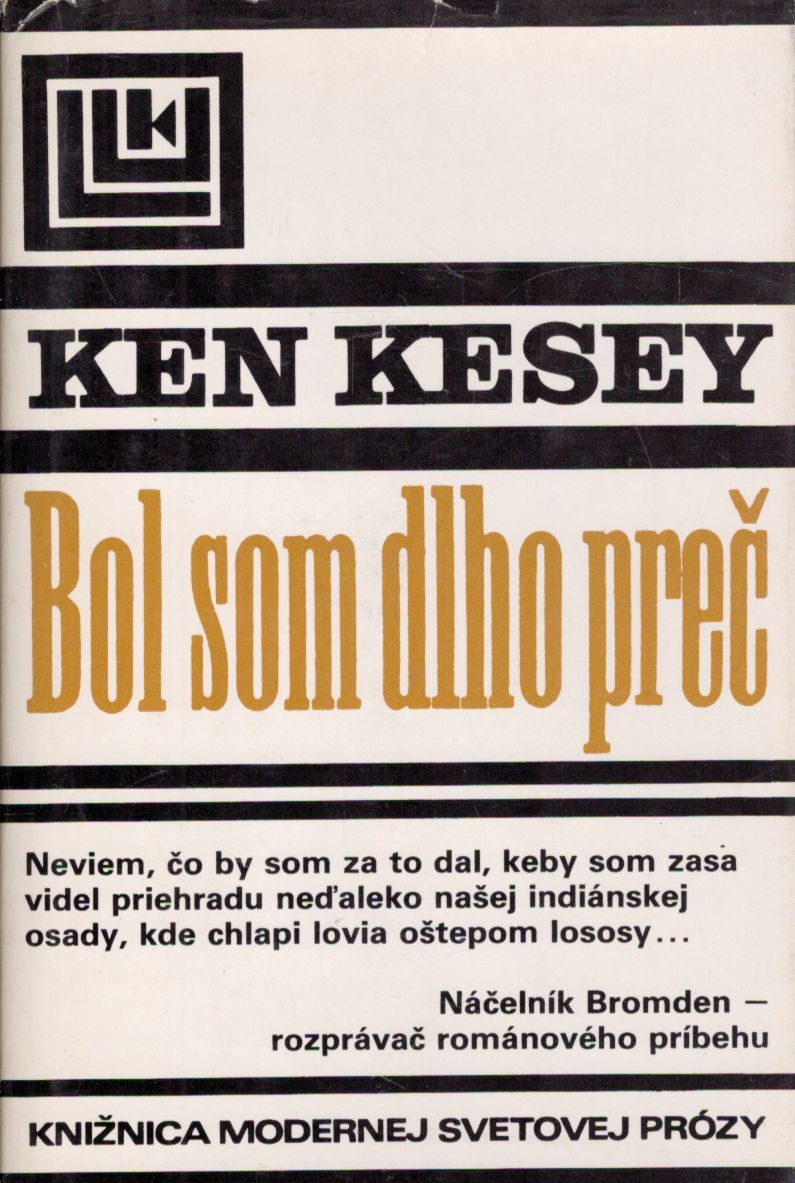 KEN KESEY
Bol som dlho preč
Neviem, čo by som za to dal, keby som zasa
videl priehradu neďaleko našej indiánskej
osady, kde chlapi lovia oštepom lososy...
Náčelník Bromden —
rozprávač románového príbehu
KNIŽNICA MODERNEJ SVETOVEJ PRÓZY